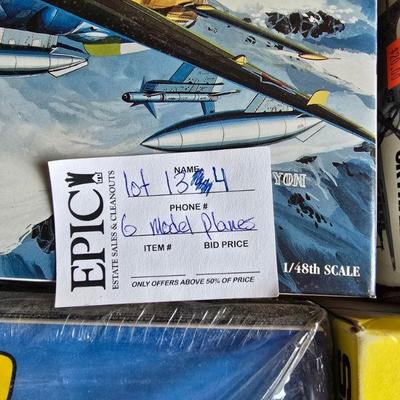 EPIC
ESTATE SALES & CLEANOUTS
NAME
lot 134
PHONE #
6 model planes
ITEM # BID PRICE
ONLY OFFERS ABOVE 50% OF PRICE
YON
1/48th SCALE